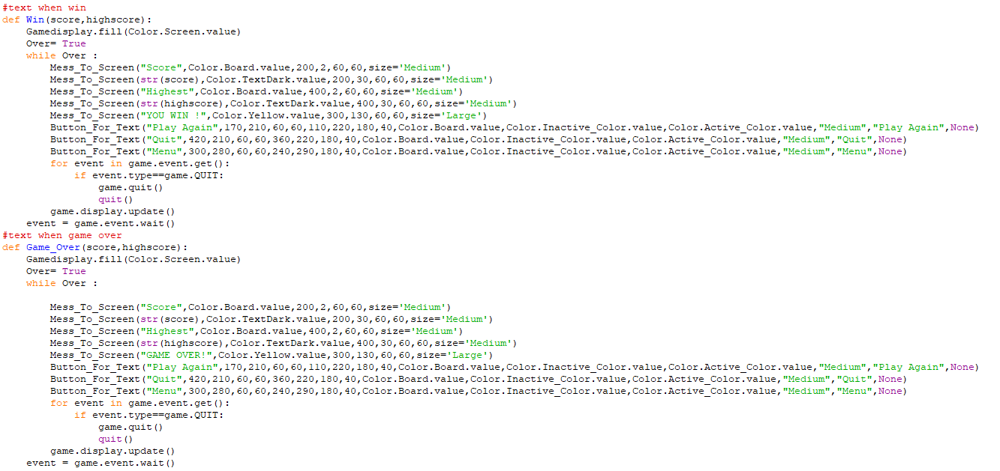 #text when win
def Win(score,highscore):
    Gamedisplay.fill(Color.Screen.value)
    Over= True
    while Over :
        Mess_To_Screen("Score",Color.Board.value,200,2,60,60,size='Medium')
        Mess_To_Screen(str(score),Color.TextDark.value,200,30,60,60,size='Medium')
        Mess_To_Screen("Highest",Color.Board.value,400,2,60,60,size='Medium')
        Mess_To_Screen(str(highscore),Color.TextDark.value,400,30,60,60,size='Medium')
        Mess_To_Screen("YOU WIN !",Color.Yellow.value,300,130,60,60,size='Large')
        Button_For_Text("Play Again",170,210,60,60,110,220,180,40,Color.Board.value,Color.Inactive_Color.value,Color.Active_Color.value,"Medium","Play Again",None)
        Button_For_Text("Quit",420,210,60,60,360,220,180,40,Color.Board.value,Color.Inactive_Color.value,Color.Active_Color.value,"Medium","Quit",None)
        Button_For_Text("Menu",300,280,60,60,240,290,180,40,Color.Board.value,Color.Inactive_Color.value,Color.Active_Color.value,"Medium","Menu",None)
        for event in game.event.get():
            if event.type==game.QUIT:
                game.quit()
                quit()
        game.display.update()
    event = game.event.wait()
#text when game over
def Game_Over(score,highscore):
    Gamedisplay.fill(Color.Screen.value)
    Over= True
    while Over :
        Mess_To_Screen("Score",Color.Board.value,200,2,60,60,size='Medium')
        Mess_To_Screen(str(score),Color.TextDark.value,200,30,60,60,size='Medium')
        Mess_To_Screen("Highest",Color.Board.value,400,2,60,60,size='Medium')
        Mess_To_Screen(str(highscore),Color.TextDark.value,400,30,60,60,size='Medium')
        Mess_To_Screen("GAME OVER!",Color.Yellow.value,300,130,60,60,size='Large')
        Button_For_Text("Play Again",170,210,60,60,110,220,180,40,Color.Board.value,Color.Inactive_Color.value,Color.Active_Color.value,"Medium","Play Again",None)
        Button_For_Text("Quit",420,210,60,60,360,220,180,40,Color.Board.value,Color.Inactive_Color.value,Color.Active_Color.value,"Medium","Quit",None)
        Button_For_Text("Menu",300,280,60,60,240,290,180,40,Color.Board.value,Color.Inactive_Color.value,Color.Active_Color.value,"Medium","Menu",None)
        for event in game.event.get():
            if event.type==game.QUIT:
                game.quit()
                quit()
        game.display.update()
    event = game.event.wait()